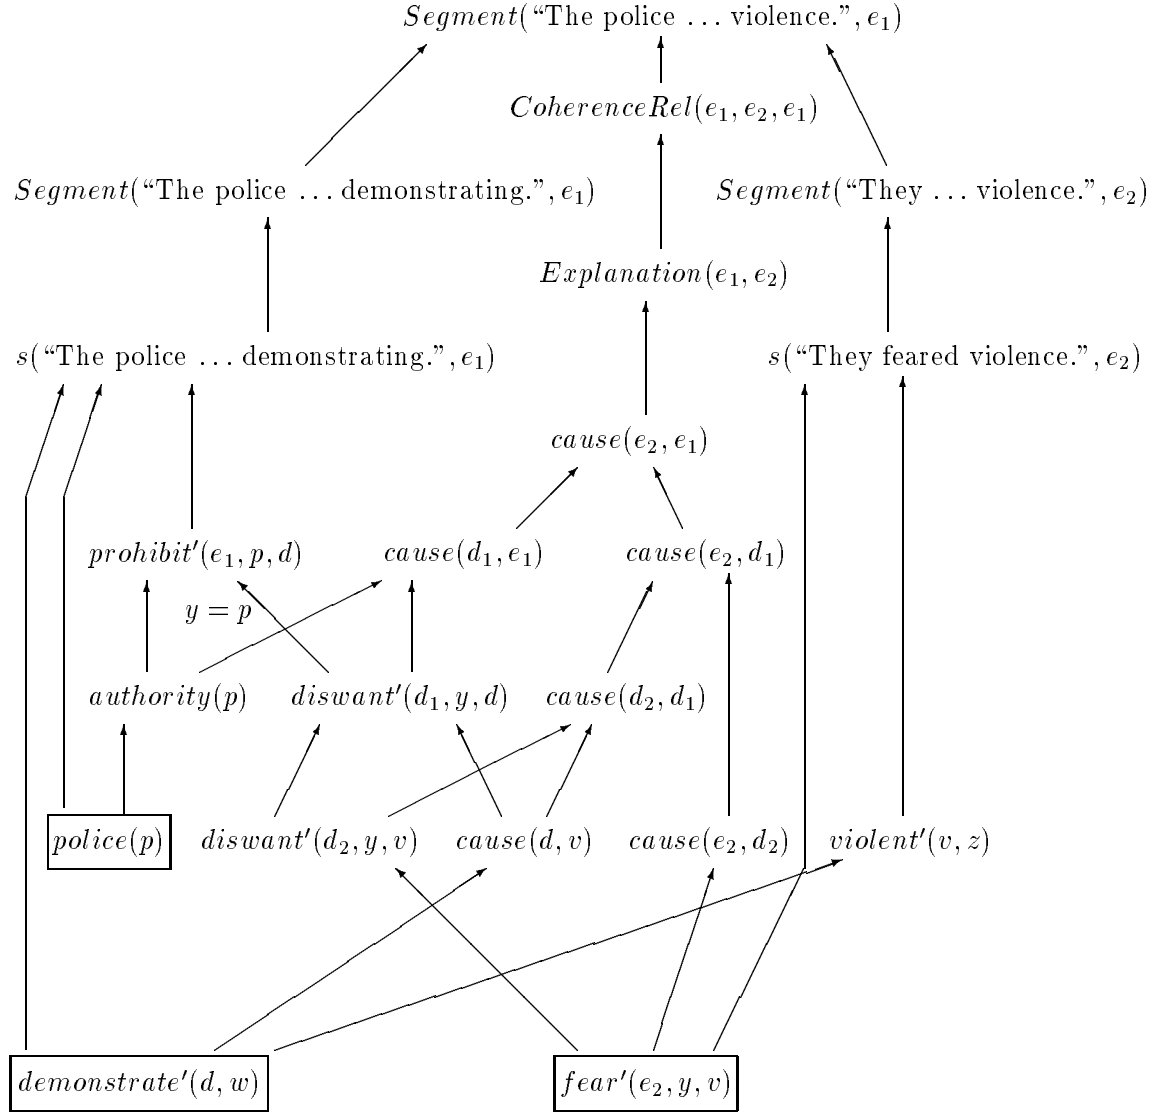 Segment(“The police ... violence.”, e₁)
CoherenceRel(e₁, e₂, e₁)
Segment(“The police ... demonstrating.”, e₁) Segment(“They ... violence.”, e₂)
Explanation(e₁, e₂)
s(“The police ... demonstrating.”, e₁) s(“They feared violence.”, e₂)
cause(e₂, e₁)
prohibit′(e₁, p, d) cause(d₁, e₁) cause(e₂, d₁)
y = p
authority(p) diswant′(d₁, y, d) cause(d₂, d₁)
police(p) diswant′(d₂, y, v) cause(d, v) cause(e₂, d₂) violent′(v, z)
demonstrate′(d, w) fear′(e₂, y, v)